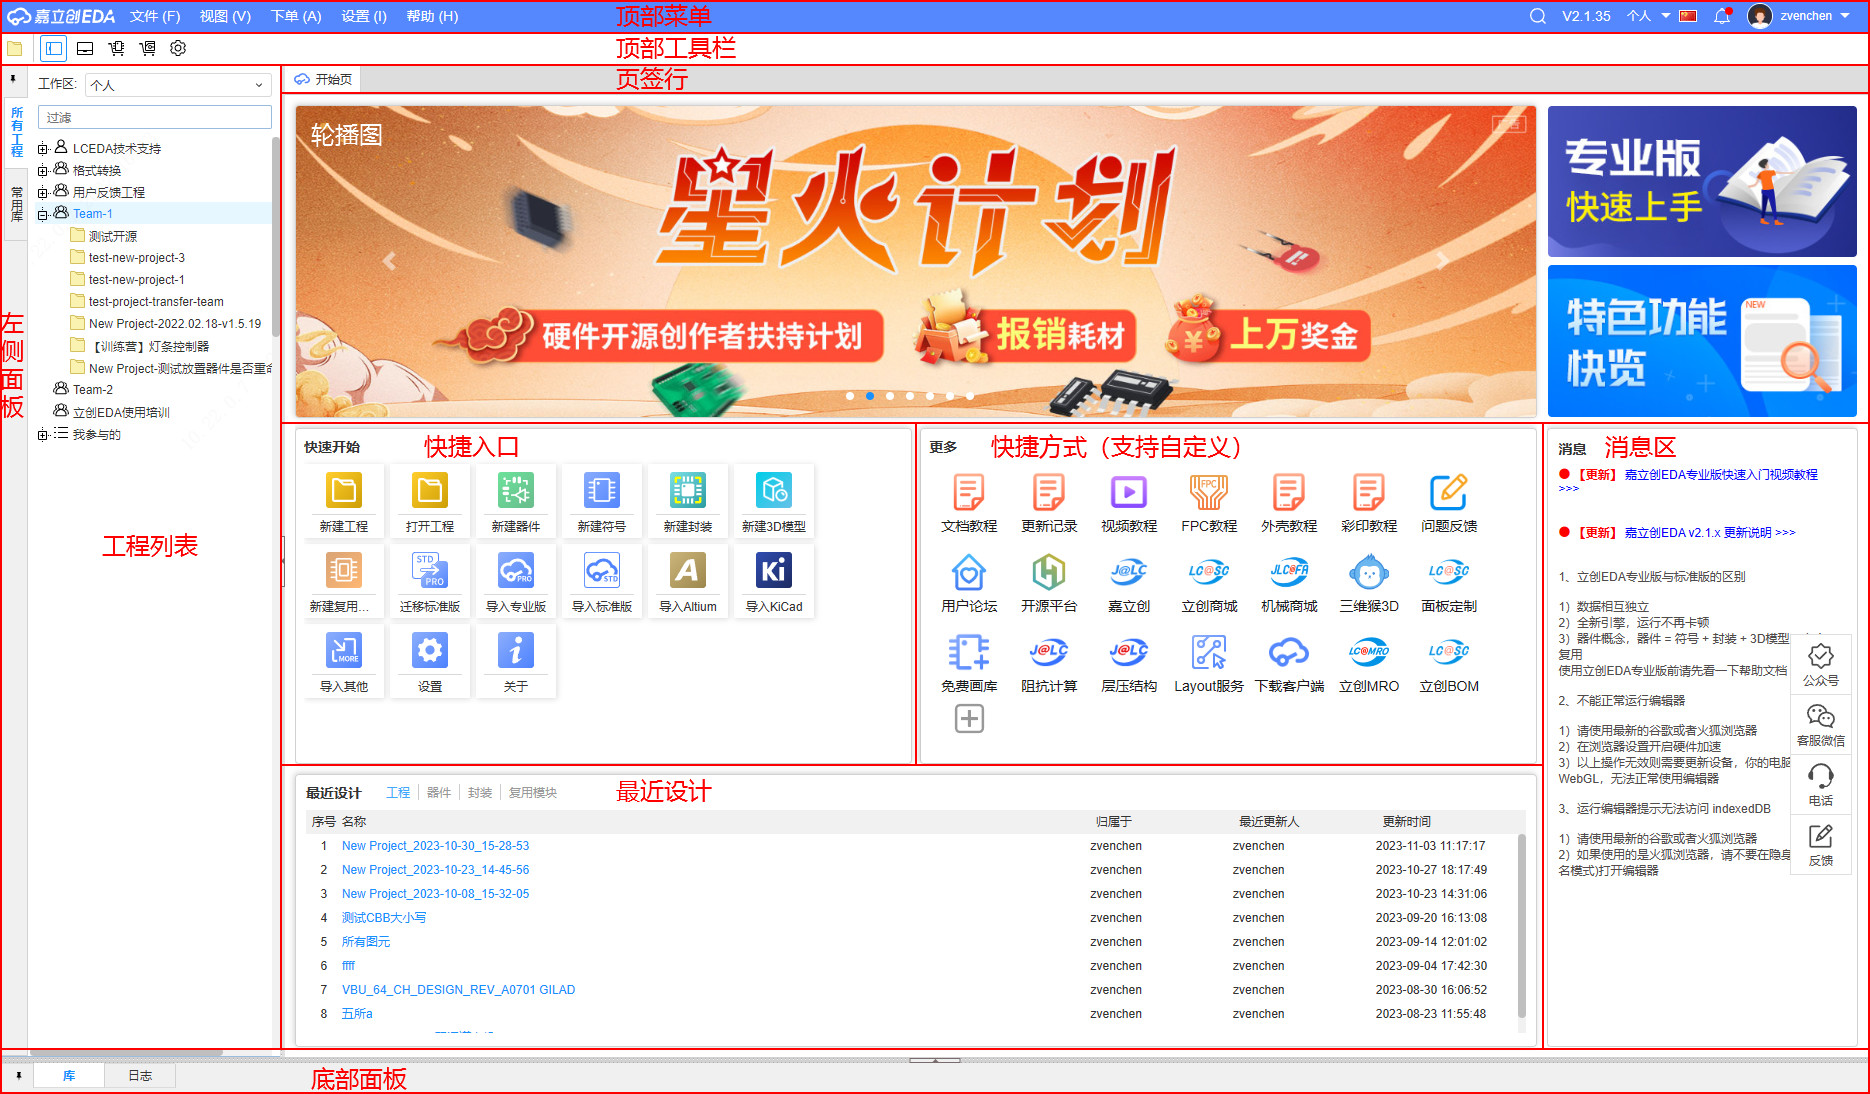 嘉立创EDA 文件 (F) 视图 (V) 下单 (A) 设置 (I) 帮助 (H) 顶部菜单 V2.1.35 个人 zvenchen
顶部工具栏
工作区: 个人
开始页 页签行
过滤
所有工程
常用库
左侧面板
LCEDA技术支持
格式转换
用户反馈工程
Team-1
测试开源
test-new-project-3
test-new-project-1
test-project-transfer-team
New Project-2022.02.18-v1.5.19
【训练营】灯条控制器
New Project-测试放置器件是否重命
Team-2
立创EDA使用培训
我参与的
工程列表
轮播图
星火计划
硬件开源创作者扶持计划
报销耗材
上万奖金
专业版
快速上手
特色功能
快览
NEW
快速开始 快捷入口
新建工程 打开工程 新建器件 新建符号 新建封装 新建3D模型
STD PRO PRO STD A Ki
新建复用... 迁移标准版 导入专业版 导入标准版 导入Altium 导入KiCad
MORE
导入其他 设置 关于
更多 快捷方式（支持自定义）
FPC
文档教程 更新记录 视频教程 FPC教程 外壳教程 彩印教程 问题反馈
J@LC LC@SC JLC@FA LC@SC
用户论坛 开源平台 嘉立创 立创商城 机械商城 三维猴3D 面板定制
J@LC J@LC LC@MRO LC@SC
免费画库 阻抗计算 层压结构 Layout服务 下载客户端 立创MRO 立创BOM
消息 消息区
【更新】 嘉立创EDA专业版快速入门视频教程
>>>
【更新】 嘉立创EDA v2.1.x 更新说明 >>>
1、立创EDA专业版与标准版的区别
1）数据相互独立
2）全新引擎，运行不再卡顿
3）器件概念，器件 = 符号 + 封装 + 3D模型
复用
使用立创EDA专业版前请先看一下帮助文档
2、不能正常运行编辑器
1）请使用最新的谷歌或者火狐浏览器
2）在浏览器设置开启硬件加速
3）以上操作无效则需要更新设备，你的电脑
WebGL，无法正常使用编辑器
3、运行编辑器提示无法访问 indexedDB
1）请使用最新的谷歌或者火狐浏览器
2）如果使用的是火狐浏览器，请不要在隐身
名模式)打开编辑器
公众号
客服微信
电话
反馈
最近设计 工程 器件 封装 复用模块 最近设计
序号 名称 归属于 最近更新人 更新时间
1 New Project_2023-10-30_15-28-53 zvenchen zvenchen 2023-11-03 11:17:17
2 New Project_2023-10-23_14-45-56 zvenchen zvenchen 2023-10-27 18:17:49
3 New Project_2023-10-08_15-32-05 zvenchen zvenchen 2023-10-23 14:31:06
4 测试CBB大小写 zvenchen zvenchen 2023-09-20 16:13:08
5 所有图元 zvenchen zvenchen 2023-09-14 12:01:02
6 ffff zvenchen zvenchen 2023-09-04 17:42:30
7 VBU_64_CH_DESIGN_REV_A0701 GILAD zvenchen zvenchen 2023-08-30 16:06:52
8 五所a zvenchen zvenchen 2023-08-23 11:55:48
库 日志 底部面板